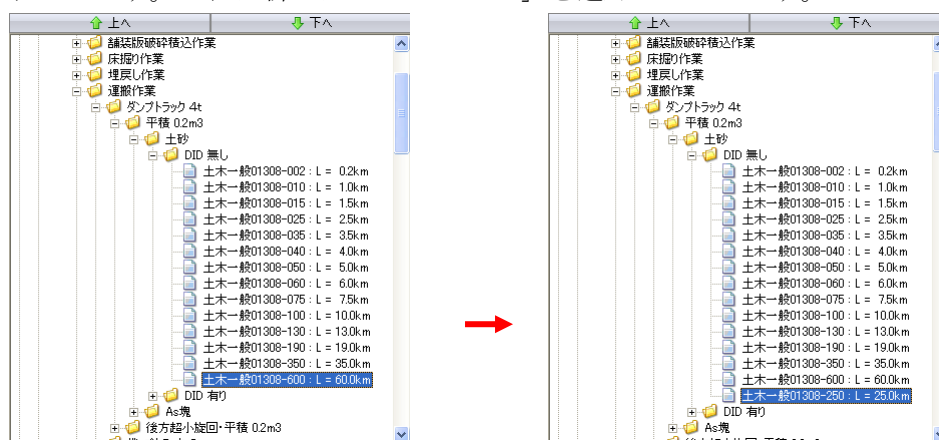 上へ 下へ
舗装版破砕積込作業
床掘り作業
埋戻し作業
運搬作業
ダンプトラック 4t
平積 0.2m3
土砂
DID 無し
土木一般01308-002 : L = 0.2km
土木一般01308-010 : L = 1.0km
土木一般01308-015 : L = 1.5km
土木一般01308-025 : L = 2.5km
土木一般01308-035 : L = 3.5km
土木一般01308-040 : L = 4.0km
土木一般01308-050 : L = 5.0km
土木一般01308-060 : L = 6.0km
土木一般01308-075 : L = 7.5km
土木一般01308-100 : L = 10.0km
土木一般01308-130 : L = 13.0km
土木一般01308-190 : L = 19.0km
土木一般01308-350 : L = 35.0km
土木一般01308-600 : L = 60.0km
DID 有り
As塊
後方超小旋回・平積 0.2m3
上へ 下へ
舗装版破砕積込作業
床掘り作業
埋戻し作業
運搬作業
ダンプトラック 4t
平積 0.2m3
土砂
DID 無し
土木一般01308-002 : L = 0.2km
土木一般01308-010 : L = 1.0km
土木一般01308-015 : L = 1.5km
土木一般01308-025 : L = 2.5km
土木一般01308-035 : L = 3.5km
土木一般01308-040 : L = 4.0km
土木一般01308-050 : L = 5.0km
土木一般01308-060 : L = 6.0km
土木一般01308-075 : L = 7.5km
土木一般01308-100 : L = 10.0km
土木一般01308-130 : L = 13.0km
土木一般01308-190 : L = 19.0km
土木一般01308-350 : L = 35.0km
土木一般01308-600 : L = 60.0km
土木一般01308-250 : L = 25.0km
DID 有り
As塊